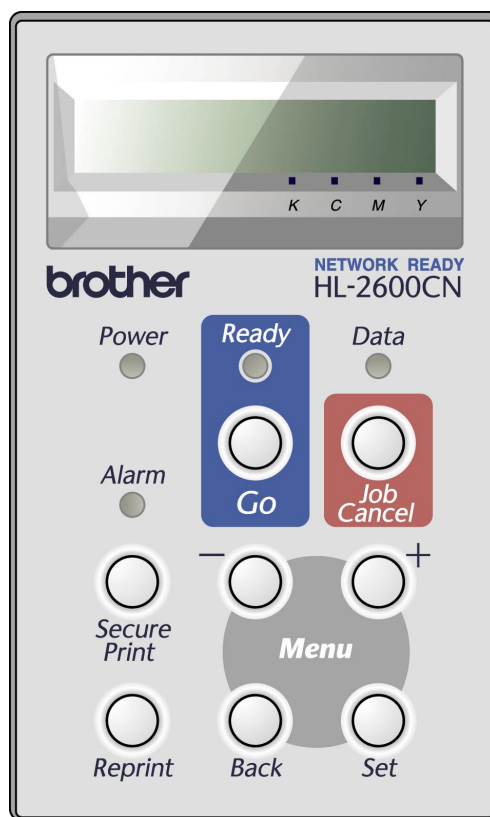 K C M Y
brother
NETWORK READY
HL-2600CN
Power
Ready
Data
Alarm
Go
Job
Cancel
− +
Secure
Print
Menu
Reprint
Back
Set